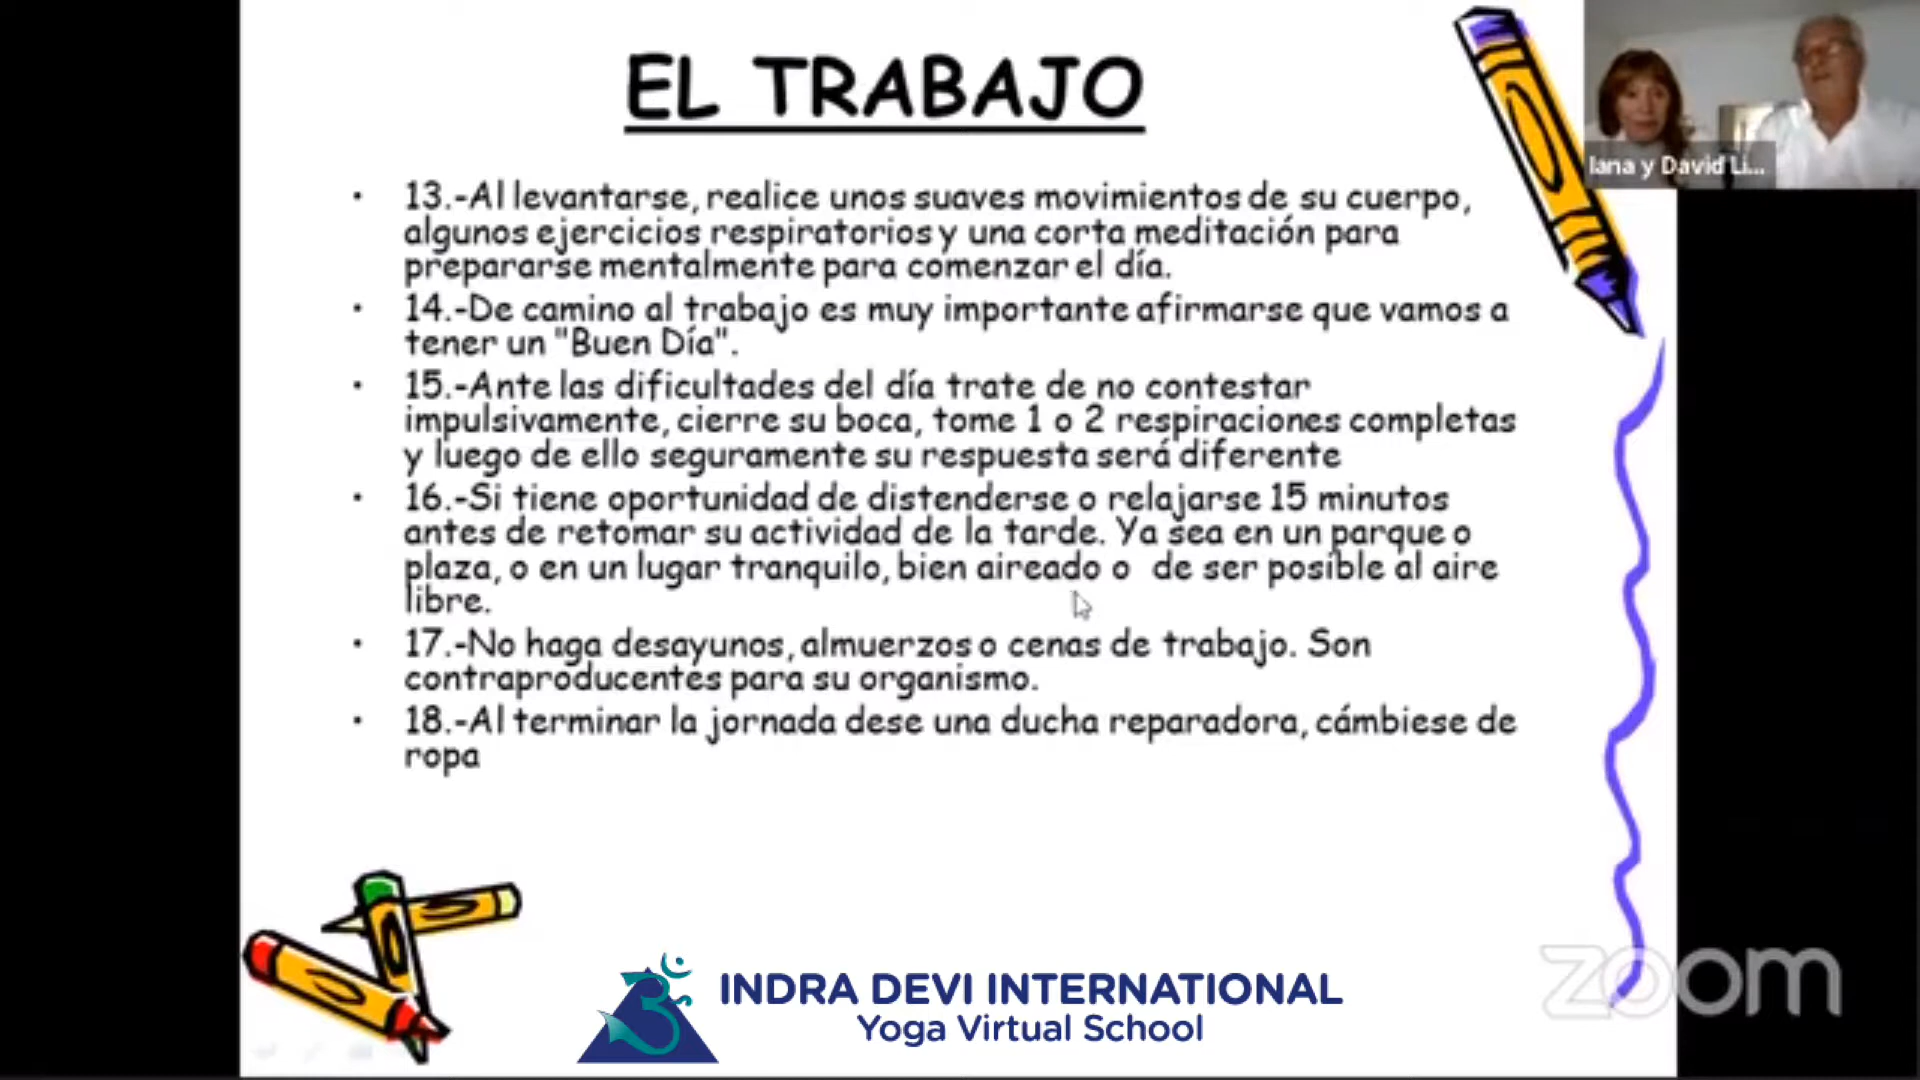 EL TRABAJO
Iana y David Li...
• 13.-Al levantarse, realice unos suaves movimientos de su cuerpo,
algunos ejercicios respiratorios y una corta meditación para
prepararse mentalmente para comenzar el día.
• 14.-De camino al trabajo es muy importante afirmarse que vamos a
tener un "Buen Día".
• 15.-Ante las dificultades del día trate de no contestar
impulsivamente, cierre su boca, tome 1 o 2 respiraciones completas
y luego de ello seguramente su respuesta será diferente
• 16.-Si tiene oportunidad de distenderse o relajarse 15 minutos
antes de retomar su actividad de la tarde. Ya sea en un parque o
plaza, o en un lugar tranquilo, bien aireado o de ser posible al aire
libre.
• 17.-No haga desayunos, almuerzos o cenas de trabajo. Son
contraproducentes para su organismo.
• 18.-Al terminar la jornada dese una ducha reparadora, cámbiese de
ropa
INDRA DEVI INTERNATIONAL
Yoga Virtual School
zoom